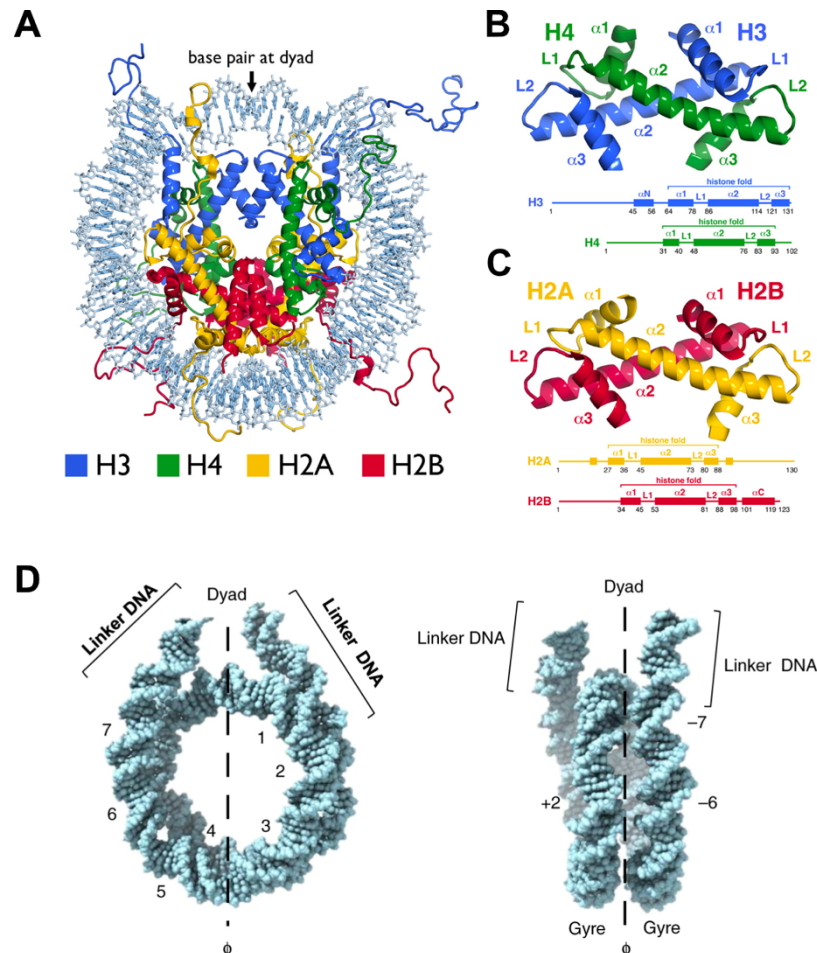 A
base pair at dyad
H3 H4 H2A H2B
B
H4 α1 α1 H3
L1 α2 L1
L2 L2
α2
α3 α3
histone fold
αN α1 L1 α2 L2 α3
H3
1 45 56 64 78 86 114 121 131
histone fold
α1 L1 α2 L2 α3
H4
1 31 40 48 76 83 93 102
C
H2A α1 α1 H2B
L1 α2 L1
L2 L2
α2
α3 α3
histone fold
α1 L1 α2 L2 α3
H2A
1 27 36 45 73 80 88 130
histone fold
α1 L1 α2 L2 α3 αC
H2B
1 34 45 53 81 88 98 101 119 123
D
Linker DNA
Dyad
Linker DNA
7
1
2
6
4
3
5
ϕ
Dyad
Linker DNA
Linker DNA
–7
+2
–6
Gyre
Gyre
ϕ